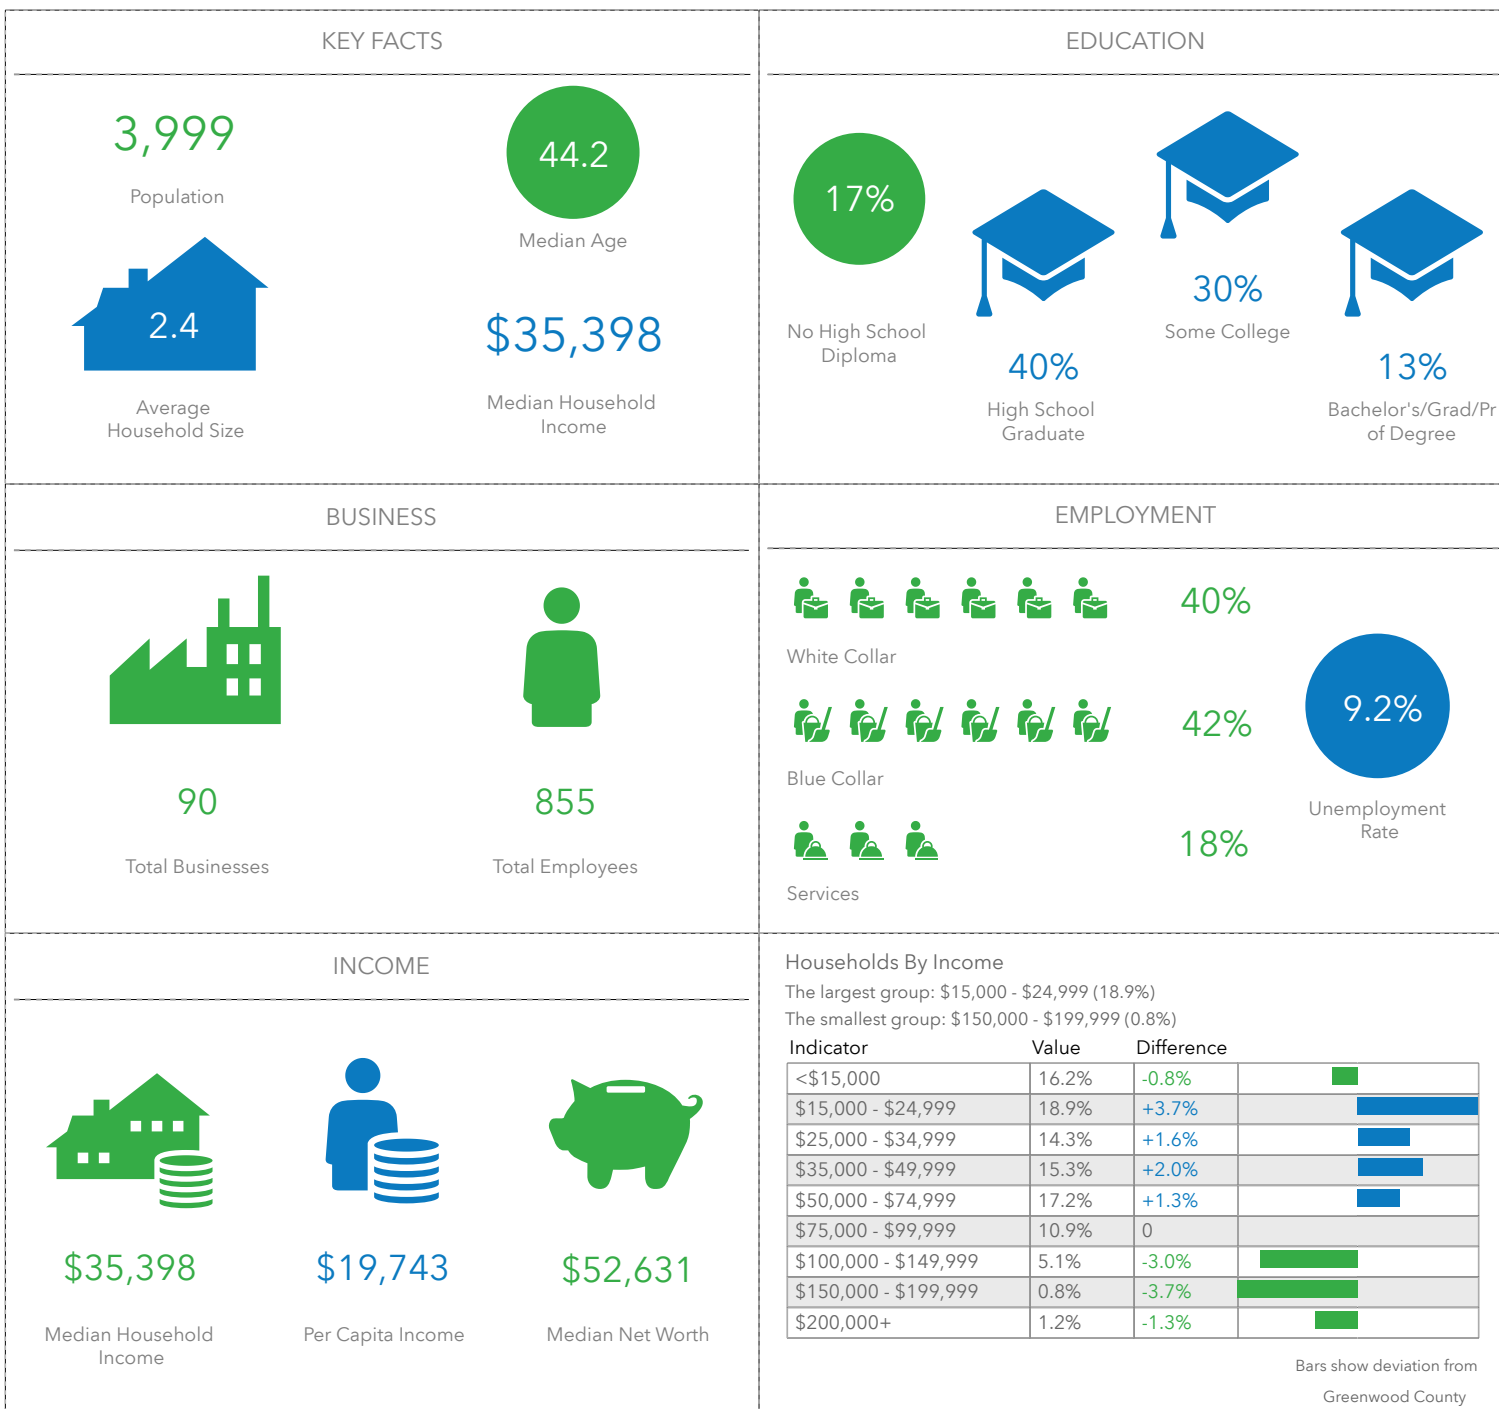 KEY FACTS
3,999
Population
44.2
Median Age
2.4
Average
Household Size
$35,398
Median Household
Income
EDUCATION
17%
No High School
Diploma
40%
High School
Graduate
30%
Some College
13%
Bachelor's/Grad/Pr
of Degree
BUSINESS
90
Total Businesses
855
Total Employees
EMPLOYMENT
40%
White Collar
42%
Blue Collar
18%
Services
9.2%
Unemployment
Rate
INCOME
$35,398
Median Household
Income
$19,743
Per Capita Income
$52,631
Median Net Worth
Households By Income
The largest group: $15,000 - $24,999 (18.9%)
The smallest group: $150,000 - $199,999 (0.8%)
Indicator Value Difference
<$15,000 16.2% -0.8%
$15,000 - $24,999 18.9% +3.7%
$25,000 - $34,999 14.3% +1.6%
$35,000 - $49,999 15.3% +2.0%
$50,000 - $74,999 17.2% +1.3%
$75,000 - $99,999 10.9% 0
$100,000 - $149,999 5.1% -3.0%
$150,000 - $199,999 0.8% -3.7%
$200,000+ 1.2% -1.3%
Bars show deviation from
Greenwood County